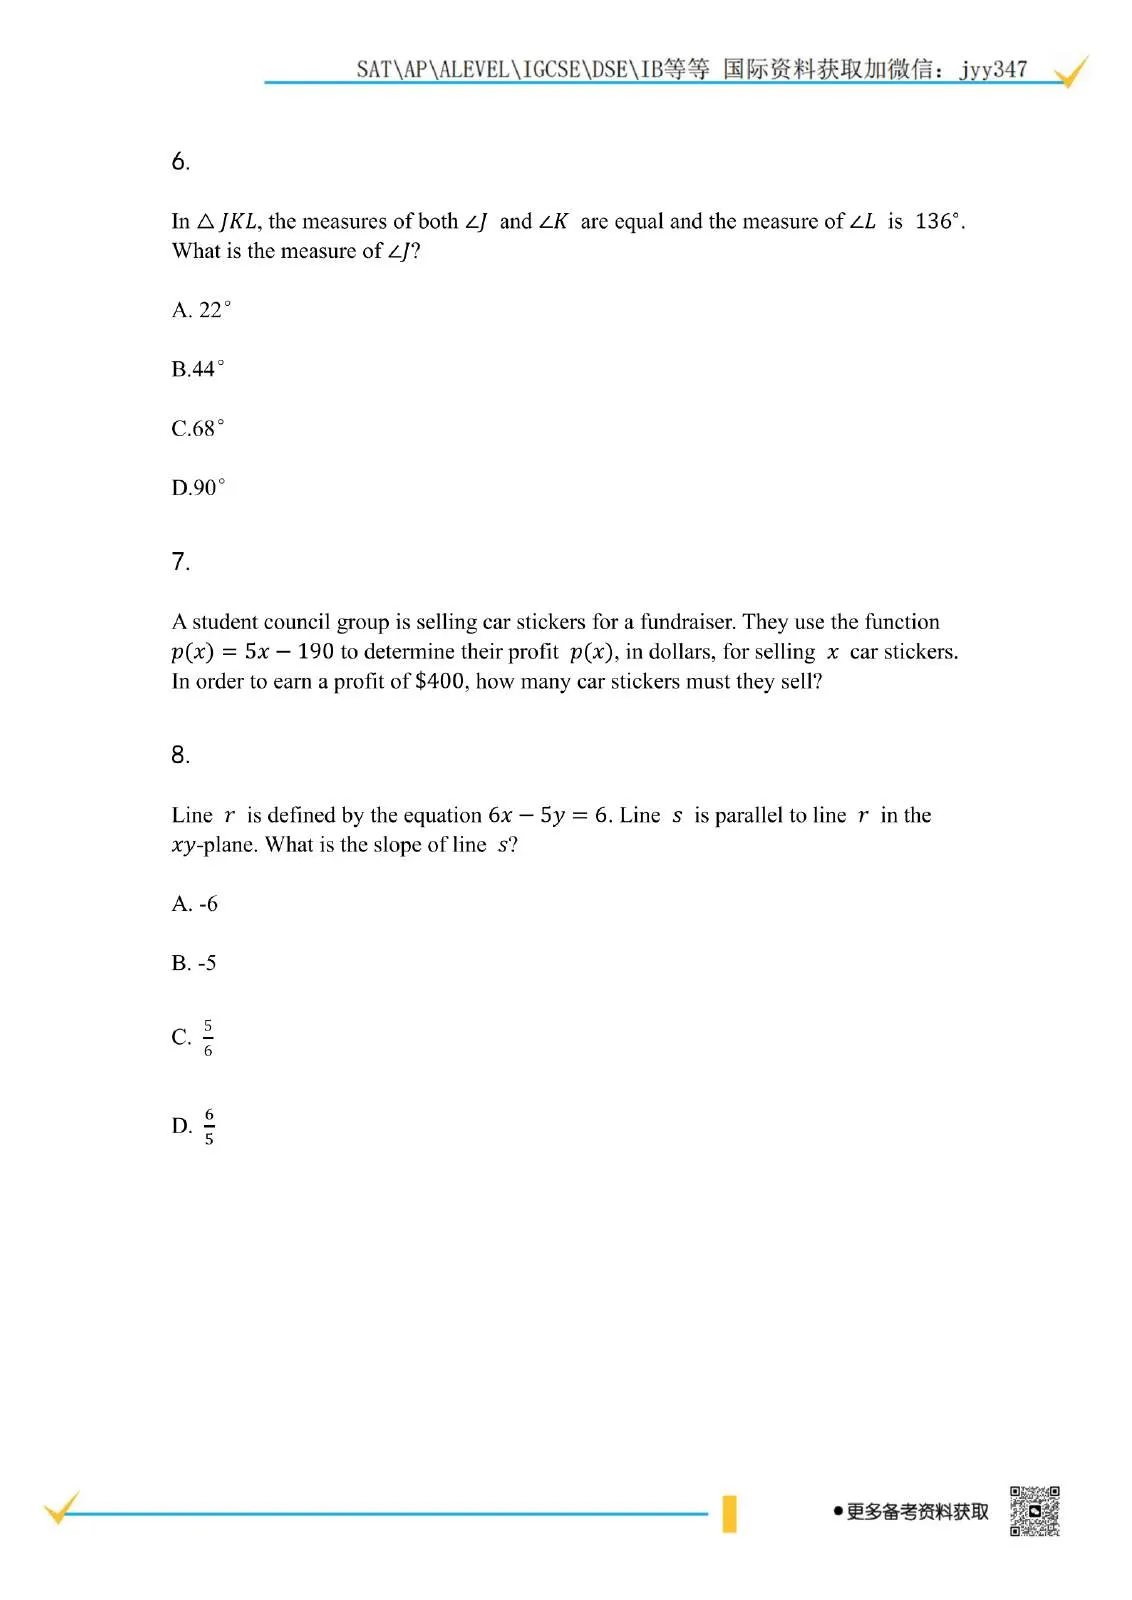 SAT\AP\ALEVEL\IGCSE\DSE\IB等等 国际资料获取加微信：jyy347
6.
In △ JKL, the measures of both ∠J and ∠K are equal and the measure of ∠L is 136°.
What is the measure of ∠J?
A. 22°
B.44°
C.68°
D.90°
7.
A student council group is selling car stickers for a fundraiser. They use the function
p(x) = 5x − 190 to determine their profit p(x), in dollars, for selling x car stickers.
In order to earn a profit of $400, how many car stickers must they sell?
8.
Line r is defined by the equation 6x − 5y = 6. Line s is parallel to line r in the
xy-plane. What is the slope of line s?
A. -6
B. -5
C. 5/6
D. 6/5
●更多备考资料获取